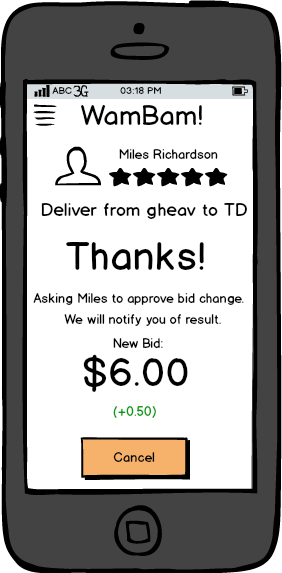 ABC 3G 03:18 PM
WamBam!
Miles Richardson
Deliver from gheav to TD
Thanks!
Asking Miles to approve bid change.
We will notify you of result.
New Bid:
$6.00
(+0.50)
Cancel